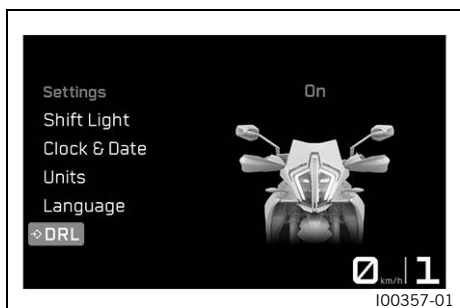 Settings
On
Shift Light
Clock & Date
Units
Language
DRL
0 km/h 1
I00357-01